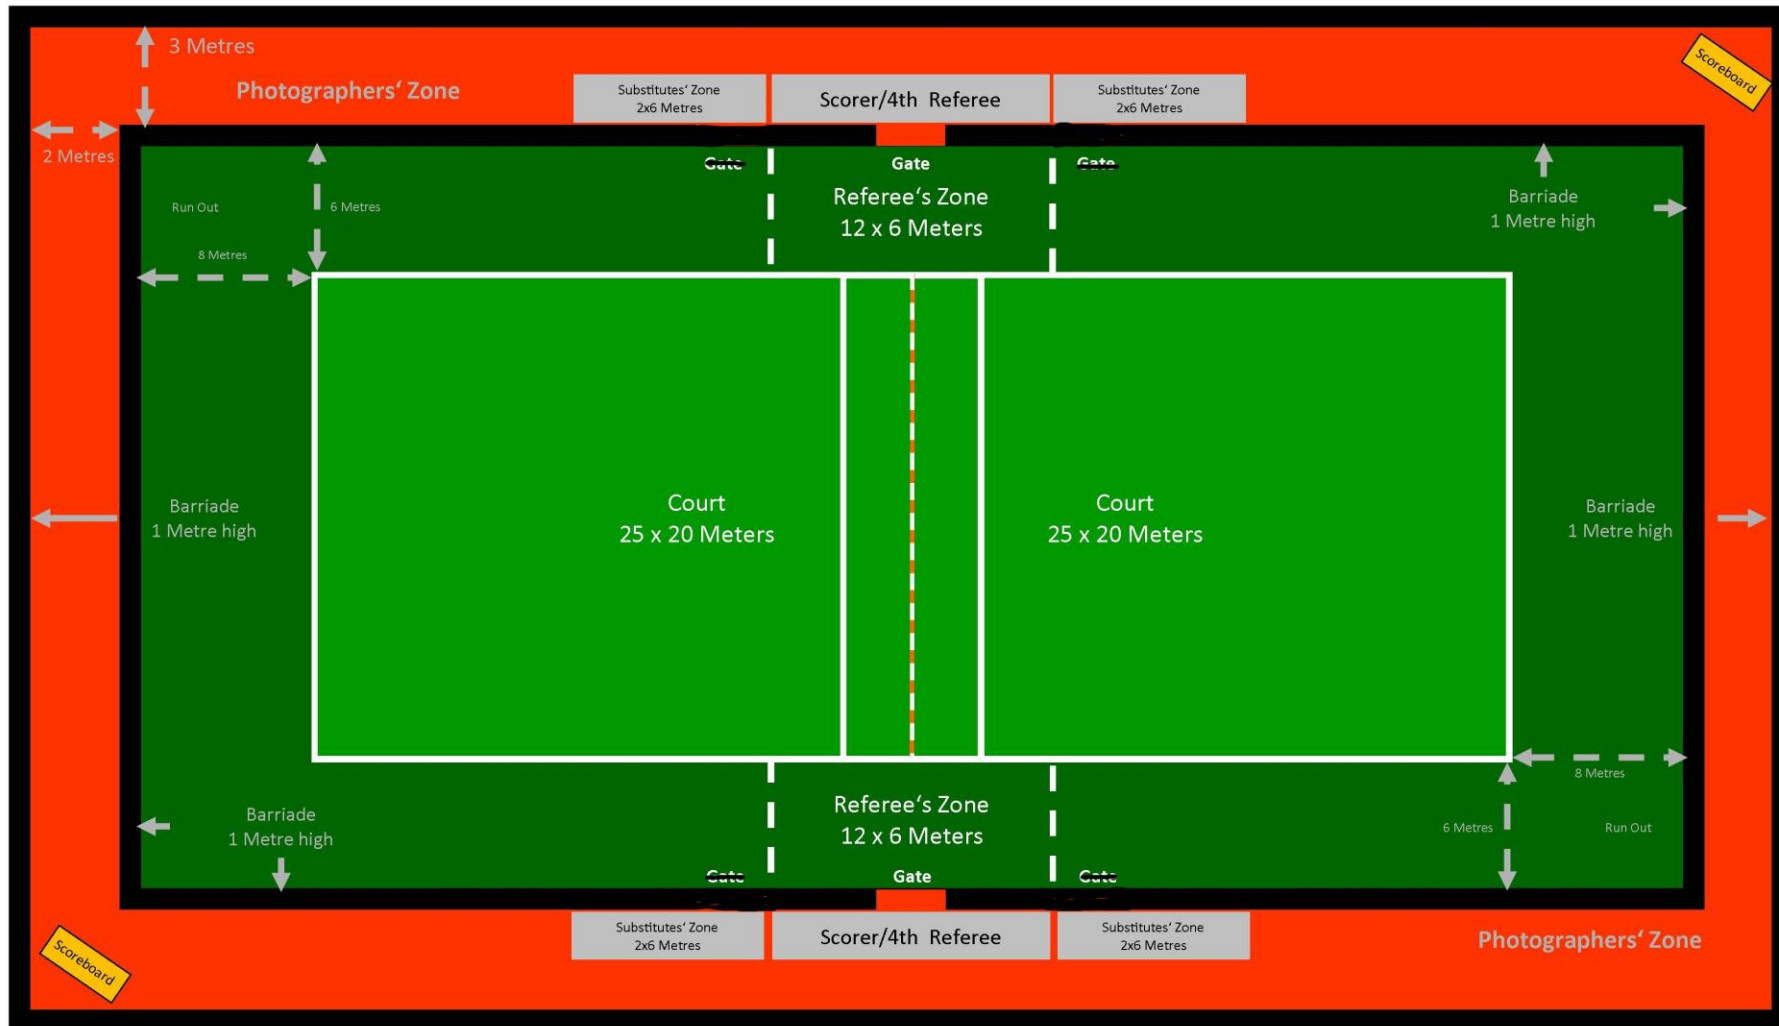 3 Metres
Photographers‘ Zone
Scoreboard
Substitutes‘ Zone
2x6 Metres
Scorer/4th Referee
Substitutes‘ Zone
2x6 Metres
2 Metres
Gate
Gate
Gate
Run Out
6 Metres
Referee‘s Zone
12 x 6 Meters
Barriade
1 Metre high
8 Metres
Barriade
1 Metre high
Court
25 x 20 Meters
Court
25 x 20 Meters
Barriade
1 Metre high
8 Metres
Barriade
1 Metre high
Referee‘s Zone
12 x 6 Meters
6 Metres
Run Out
Gate
Gate
Gate
Substitutes‘ Zone
2x6 Metres
Scorer/4th Referee
Substitutes‘ Zone
2x6 Metres
Scoreboard
Photographers‘ Zone